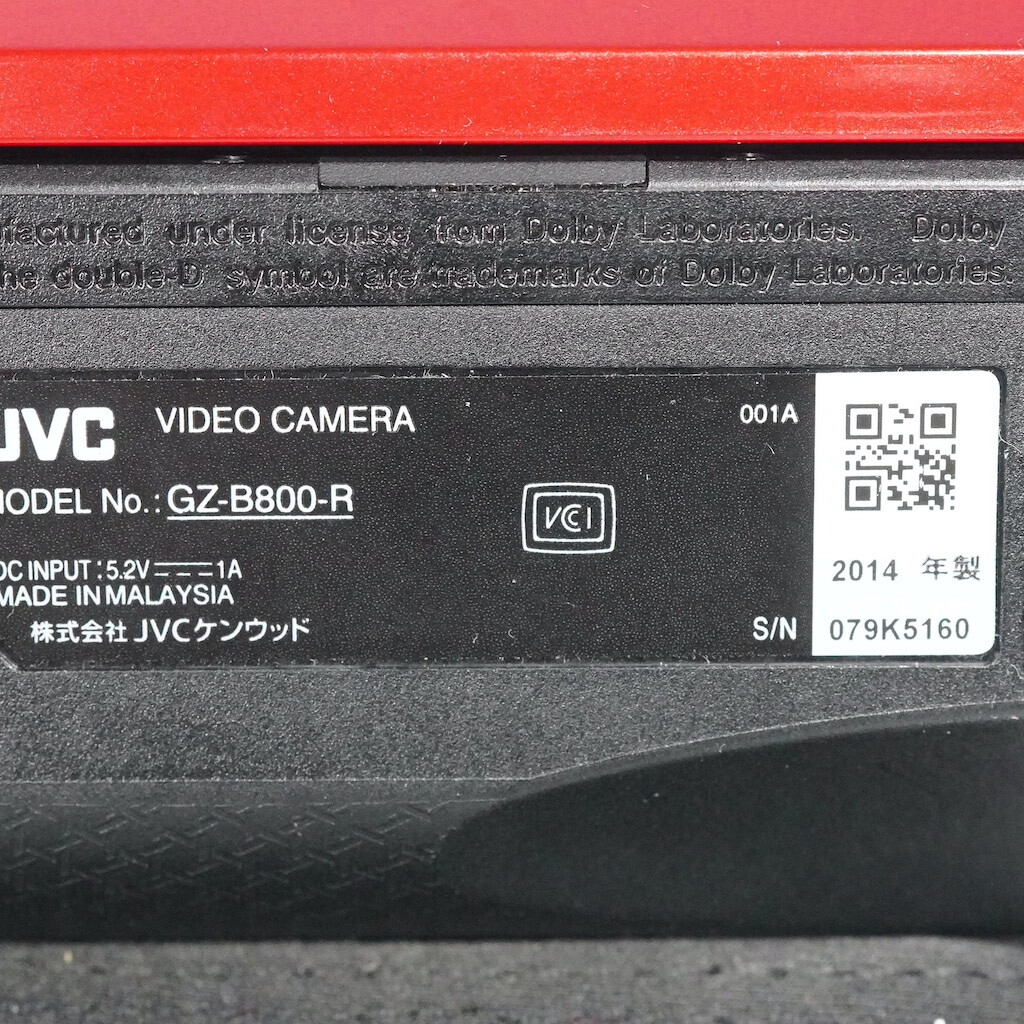 factured under license from Dolby Laboratories. Dolby
he double-D symbol are trademarks of Dolby Laboratories.
JVC VIDEO CAMERA 001A
MODEL No.: GZ-B800-R
VCCI
DC INPUT : 5.2V 1A
2014 年製
MADE IN MALAYSIA
株式会社 JVCケンウッド
S/N 079K5160